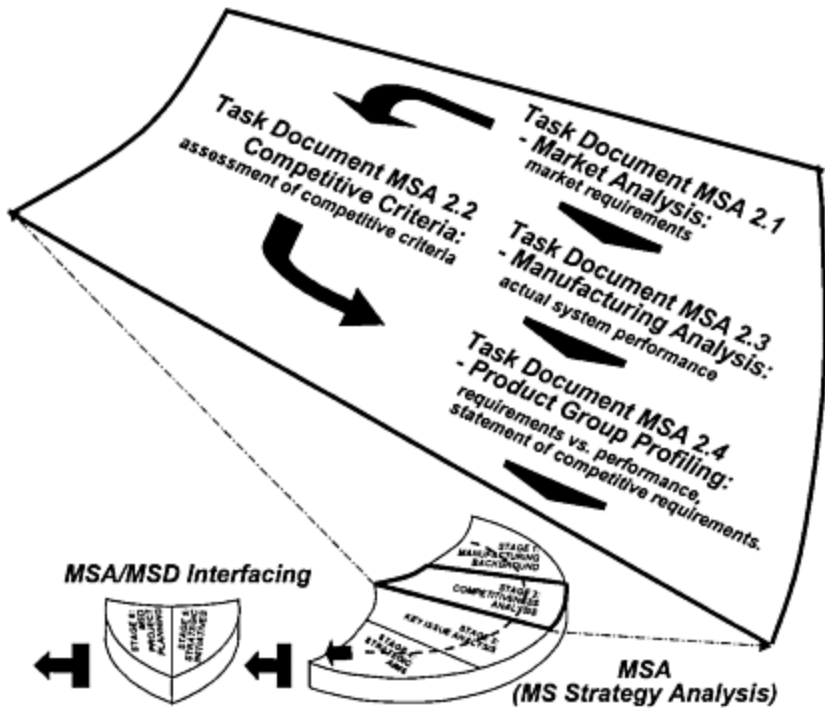 Task Document MSA 2.1
- Market Analysis:
market requirements
Task Document MSA 2.2
Competitive Criteria:
assessment of competitive criteria
Task Document MSA 2.3
- Manufacturing Analysis:
actual system performance
Task Document MSA 2.4
- Product Group Profiling:
requirements vs. performance,
statement of competitive requirements.
STAGE 1:
MANUFACTURING
BACKGROUND
STAGE 2:
COMPETITIVENESS
ANALYSIS
STAGE 3:
KEY ISSUE ANALYSIS
STRATEGIC
AIMS
MSA/MSD Interfacing
STAGE 6:
MSD
PROJECT
PLANNING
STAGE 5:
STRATEGIC
INITIATIVES
MSA
(MS Strategy Analysis)